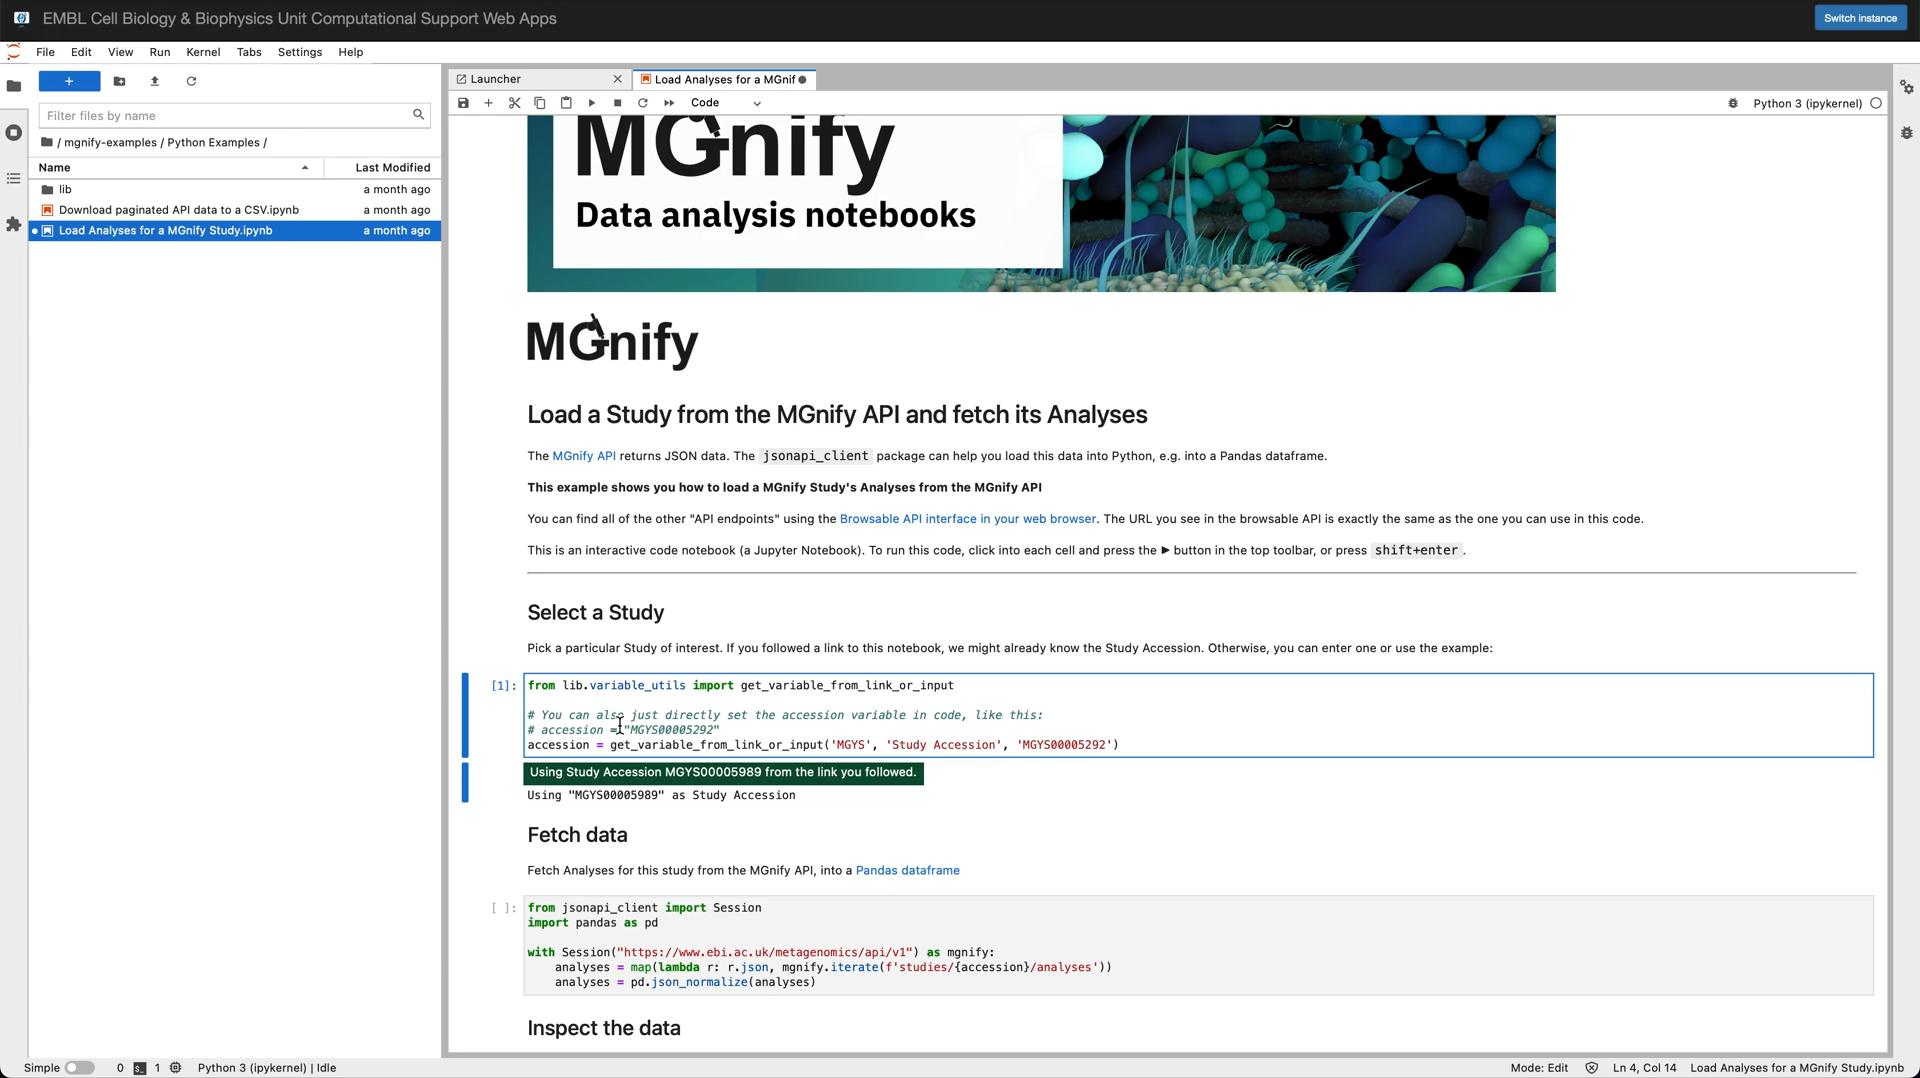 EMBL Cell Biology & Biophysics Unit Computational Support Web Apps
Switch instance
File Edit View Run Kernel Tabs Settings Help
+
Filter files by name
/ mgnify-examples / Python Examples /
Name Last Modified
lib a month ago
Download paginated API data to a CSV.ipynb a month ago
Load Analyses for a MGnify Study.ipynb a month ago
Launcher
Load Analyses for a MGnif
Code
Python 3 (ipykernel)
MGnify
Data analysis notebooks
MGnify
Load a Study from the MGnify API and fetch its Analyses
The MGnify API returns JSON data. The jsonapi_client package can help you load this data into Python, e.g. into a Pandas dataframe.
This example shows you how to load a MGnify Study's Analyses from the MGnify API
You can find all of the other "API endpoints" using the Browsable API interface in your web browser. The URL you see in the browsable API is exactly the same as the one you can use in this code.
This is an interactive code notebook (a Jupyter Notebook). To run this code, click into each cell and press the ▶ button in the top toolbar, or press shift+enter.
Select a Study
Pick a particular Study of interest. If you followed a link to this notebook, we might already know the Study Accession. Otherwise, you can enter one or use the example:
[1]: from lib.variable_utils import get_variable_from_link_or_input
# You can also just directly set the accession variable in code, like this:
# accession = "MGYS00005292"
accession = get_variable_from_link_or_input('MGYS', 'Study Accession', 'MGYS00005292')
Using Study Accession MGYS00005989 from the link you followed.
Using "MGYS00005989" as Study Accession
Fetch data
Fetch Analyses for this study from the MGnify API, into a Pandas dataframe
[ ]: from jsonapi_client import Session
import pandas as pd
with Session("https://www.ebi.ac.uk/metagenomics/api/v1") as mgnify:
analyses = map(lambda r: r.json, mgnify.iterate(f'studies/{accession}/analyses'))
analyses = pd.json_normalize(analyses)
Inspect the data
Simple 0 1 Python 3 (ipykernel) | Idle Mode: Edit Ln 4, Col 14 Load Analyses for a MGnify Study.ipynb